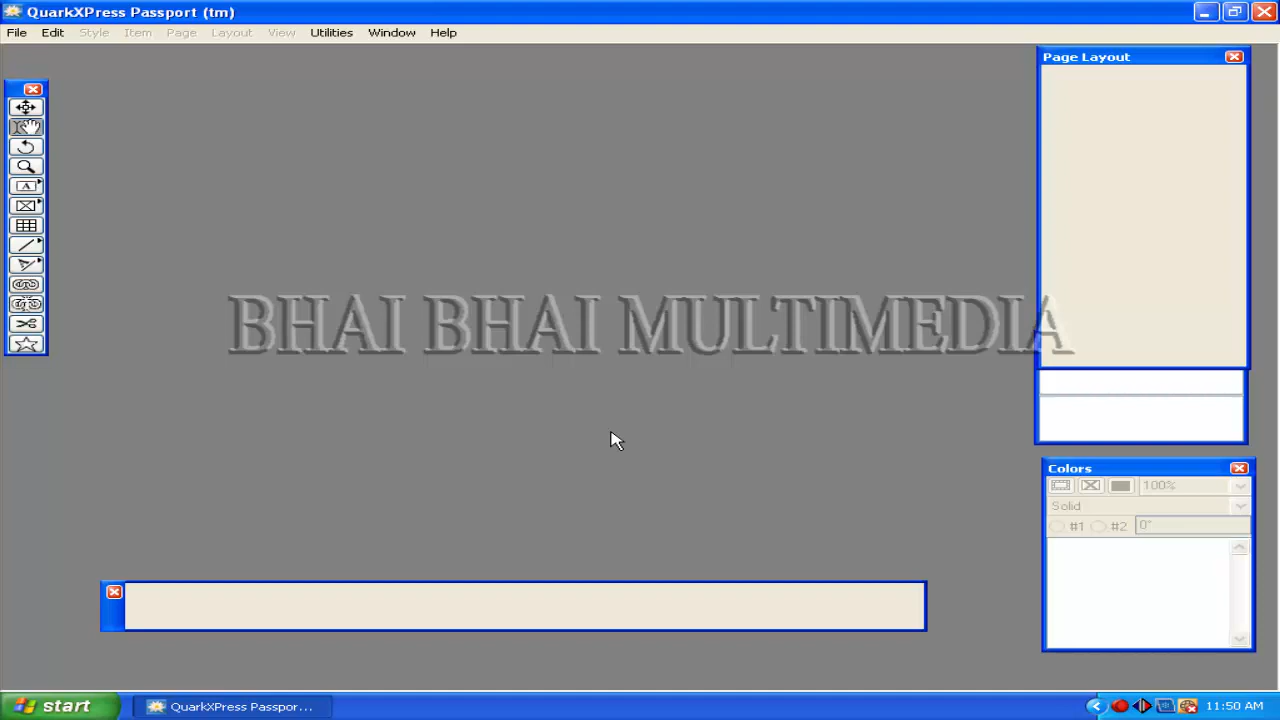 QuarkXPress Passport (tm)
File Edit Style Item Page Layout View Utilities Window Help
Page Layout
A
BHAI BHAI MULTIMEDIA
Colors
100%
Solid
#1 #2 0°
start QuarkXPress Passpor... 11:50 AM